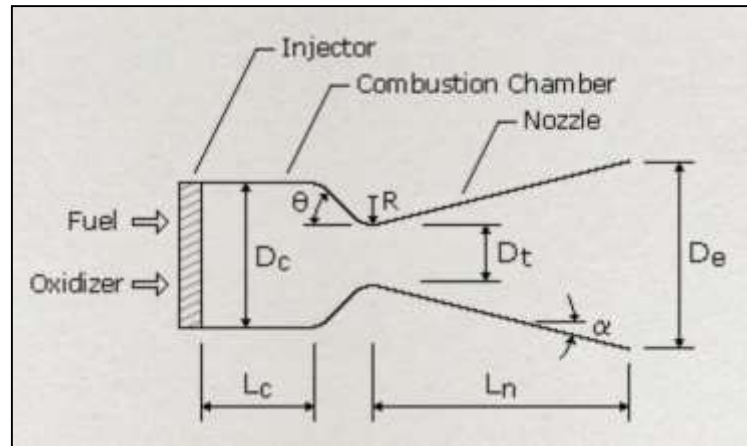 Injector
Combustion Chamber
Nozzle
Fuel
Oxidizer
θ
R
Dc
Dt
De
α
Lc
Ln